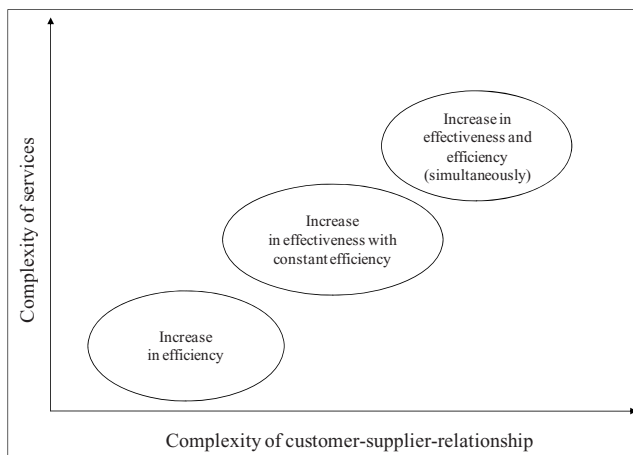 Complexity of services
Increase in
effectiveness and
efficiency
(simultaneously)
Increase
in effectiveness with
constant efficiency
Increase
in efficiency
Complexity of customer-supplier-relationship